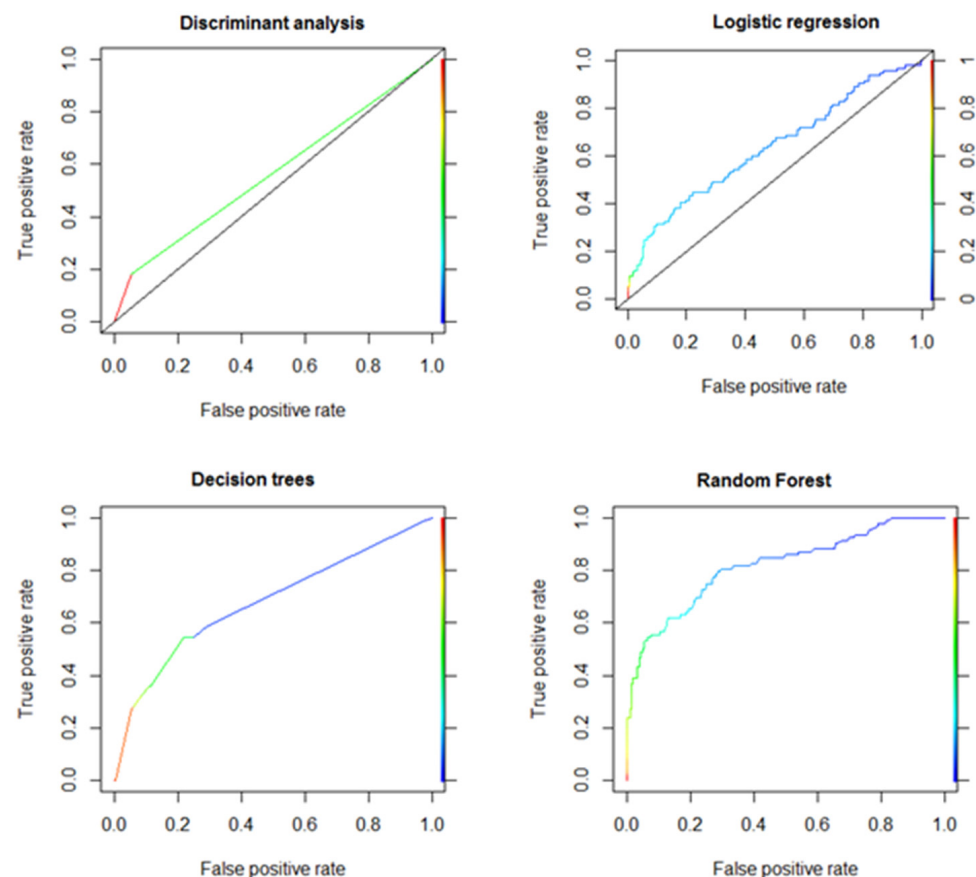 Discriminant analysis
True positive rate
1.0
0.8
0.6
0.4
0.2
0.0
0.0 0.2 0.4 0.6 0.8 1.0
False positive rate
Logistic regression
True positive rate
1.0
0.8
0.6
0.4
0.2
0.0
1
0.8
0.6
0.4
0.2
0
0.0 0.2 0.4 0.6 0.8 1.0
False positive rate
Decision trees
True positive rate
1.0
0.8
0.6
0.4
0.2
0.0
0.0 0.2 0.4 0.6 0.8 1.0
False positive rate
Random Forest
True positive rate
1.0
0.8
0.6
0.4
0.2
0.0
0.0 0.2 0.4 0.6 0.8 1.0
False positive rate